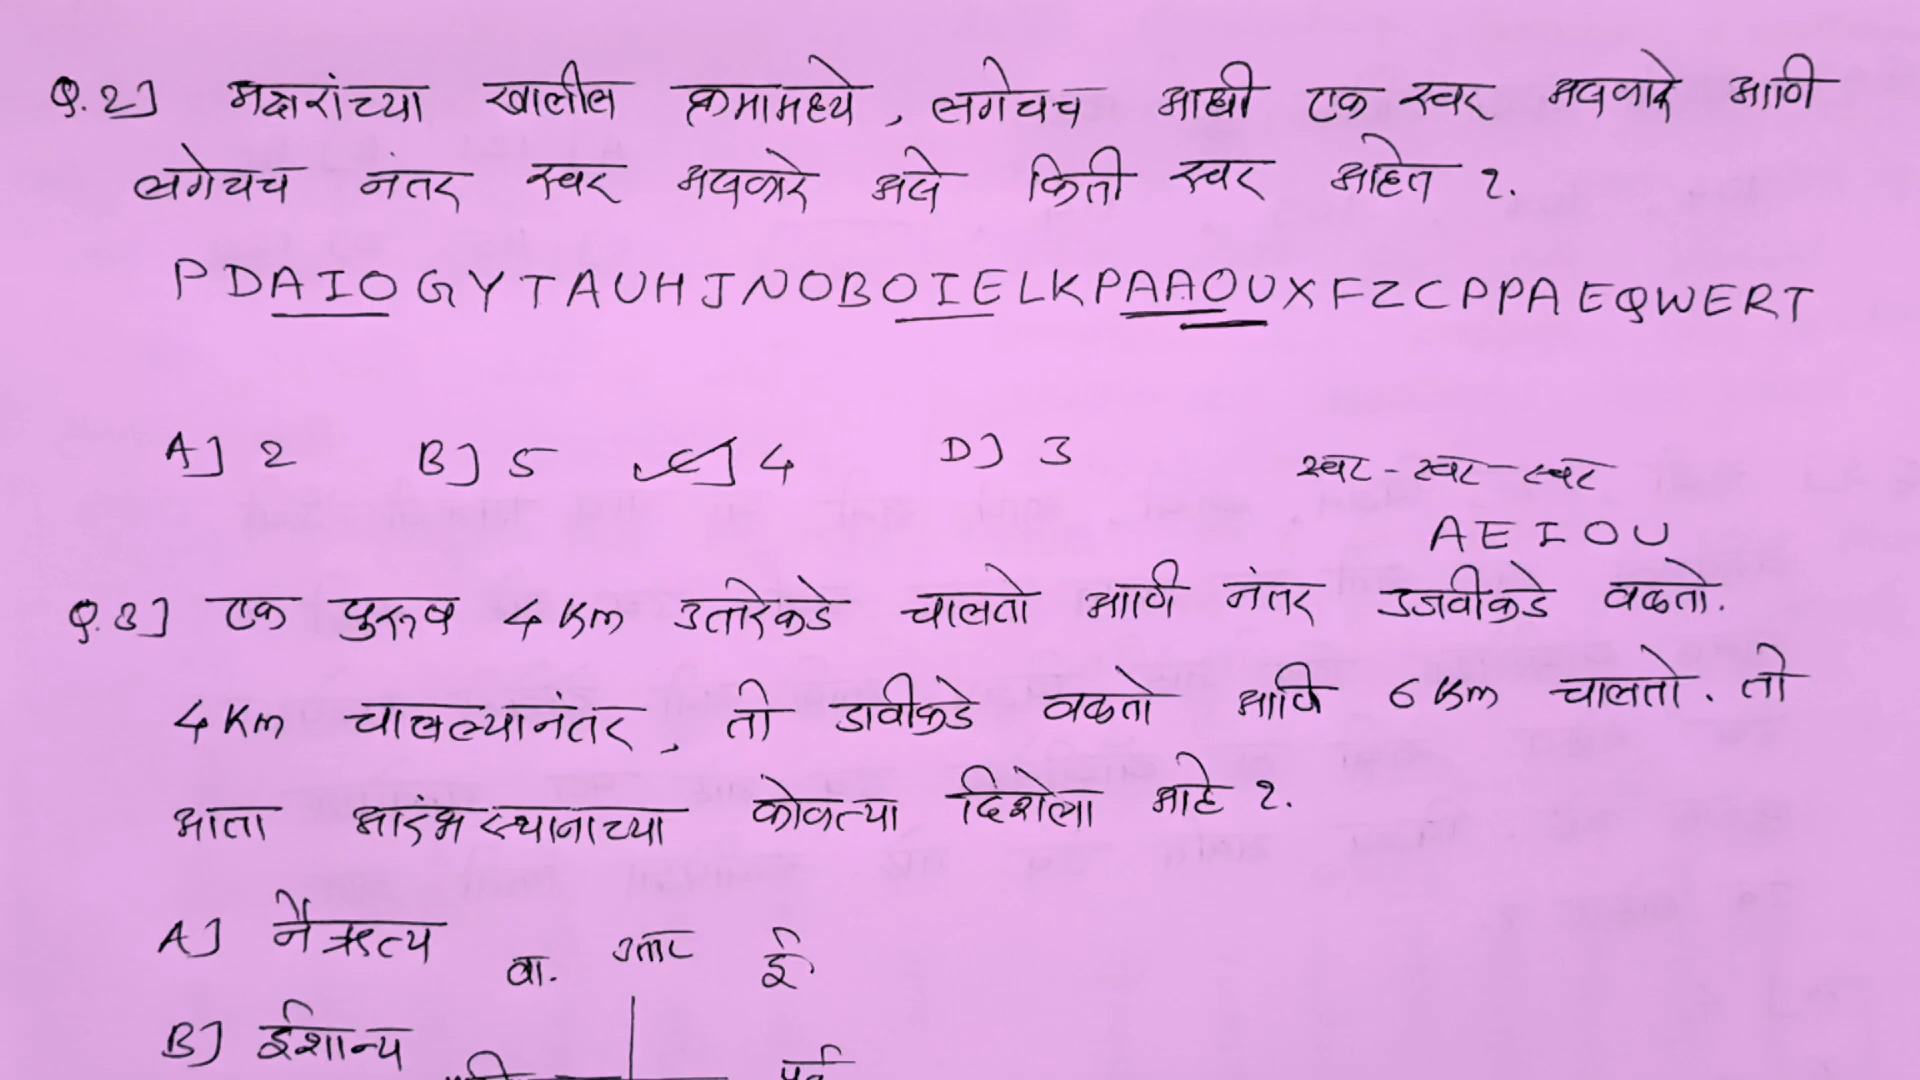 Q.2] अक्षरांच्या खालील क्रमामध्ये, लगेचच आधी एक स्वर असणारे आणि
लगेचच नंतर स्वर असणारे असे किती स्वर आहेत ?.
PDAIOGYTAUHJNOBOIELKPAAOUXFZCPPAEQWERT
A] 2 B] 5 C] 4 D] 3
स्वर - स्वर - स्वर
AEIOU
Q.3] एक पुरूष 4 Km उत्तरेकडे चालतो आणि नंतर उजवीकडे वळतो.
4 Km चालल्यानंतर, तो डावीकडे वळतो आणि 6 Km चालतो. तो
आता आरंभस्थानाच्या कोणत्या दिशेला आहे ?.
A] नैऋत्य
वा. उत्तर ई
B] ईशान्य
पूर्व